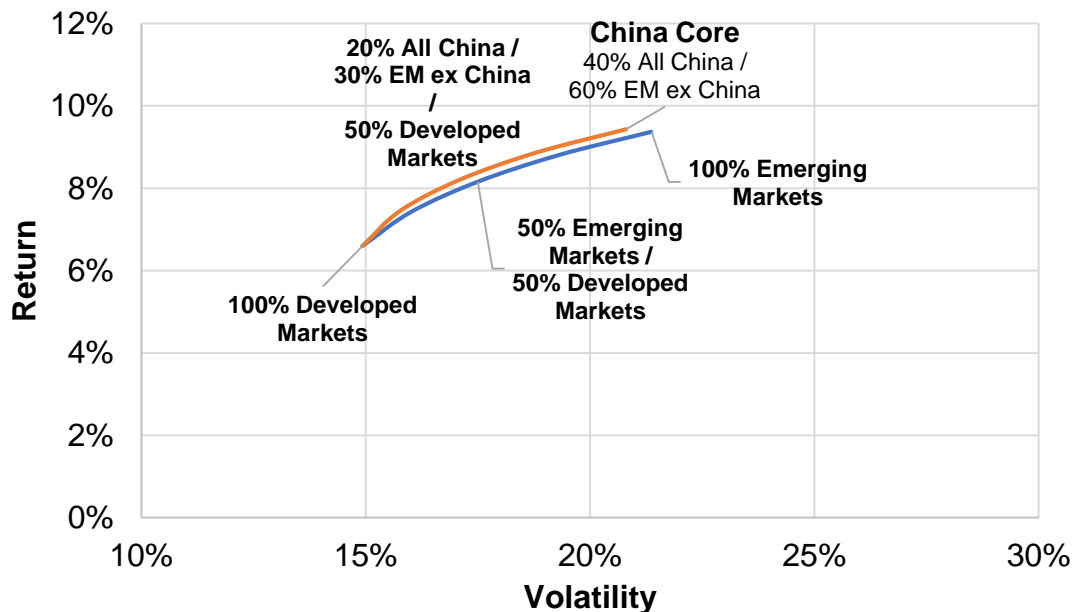 12%
10%
8%
6%
4%
2%
0%
Return
20% All China /
30% EM ex China
/
50% Developed
Markets
China Core
40% All China /
60% EM ex China
100% Emerging
Markets
50% Emerging
Markets /
50% Developed
Markets
100% Developed
Markets
10%
15%
20%
25%
30%
Volatility